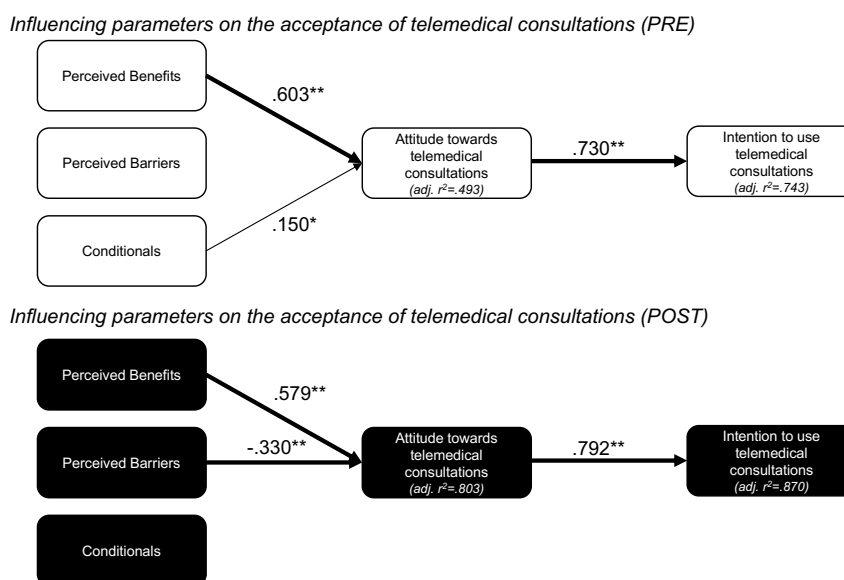 Influencing parameters on the acceptance of telemedical consultations (PRE)
Perceived Benefits
.603**
Perceived Barriers
Attitude towards
telemedical
consultations
(adj. r²=.493)
.730**
Intention to use
telemedical
consultations
(adj. r²=.743)
.150*
Conditionals
Influencing parameters on the acceptance of telemedical consultations (POST)
Perceived Benefits
.579**
Perceived Barriers
-.330**
Attitude towards
telemedical
consultations
(adj. r²=.803)
.792**
Intention to use
telemedical
consultations
(adj. r²=.870)
Conditionals